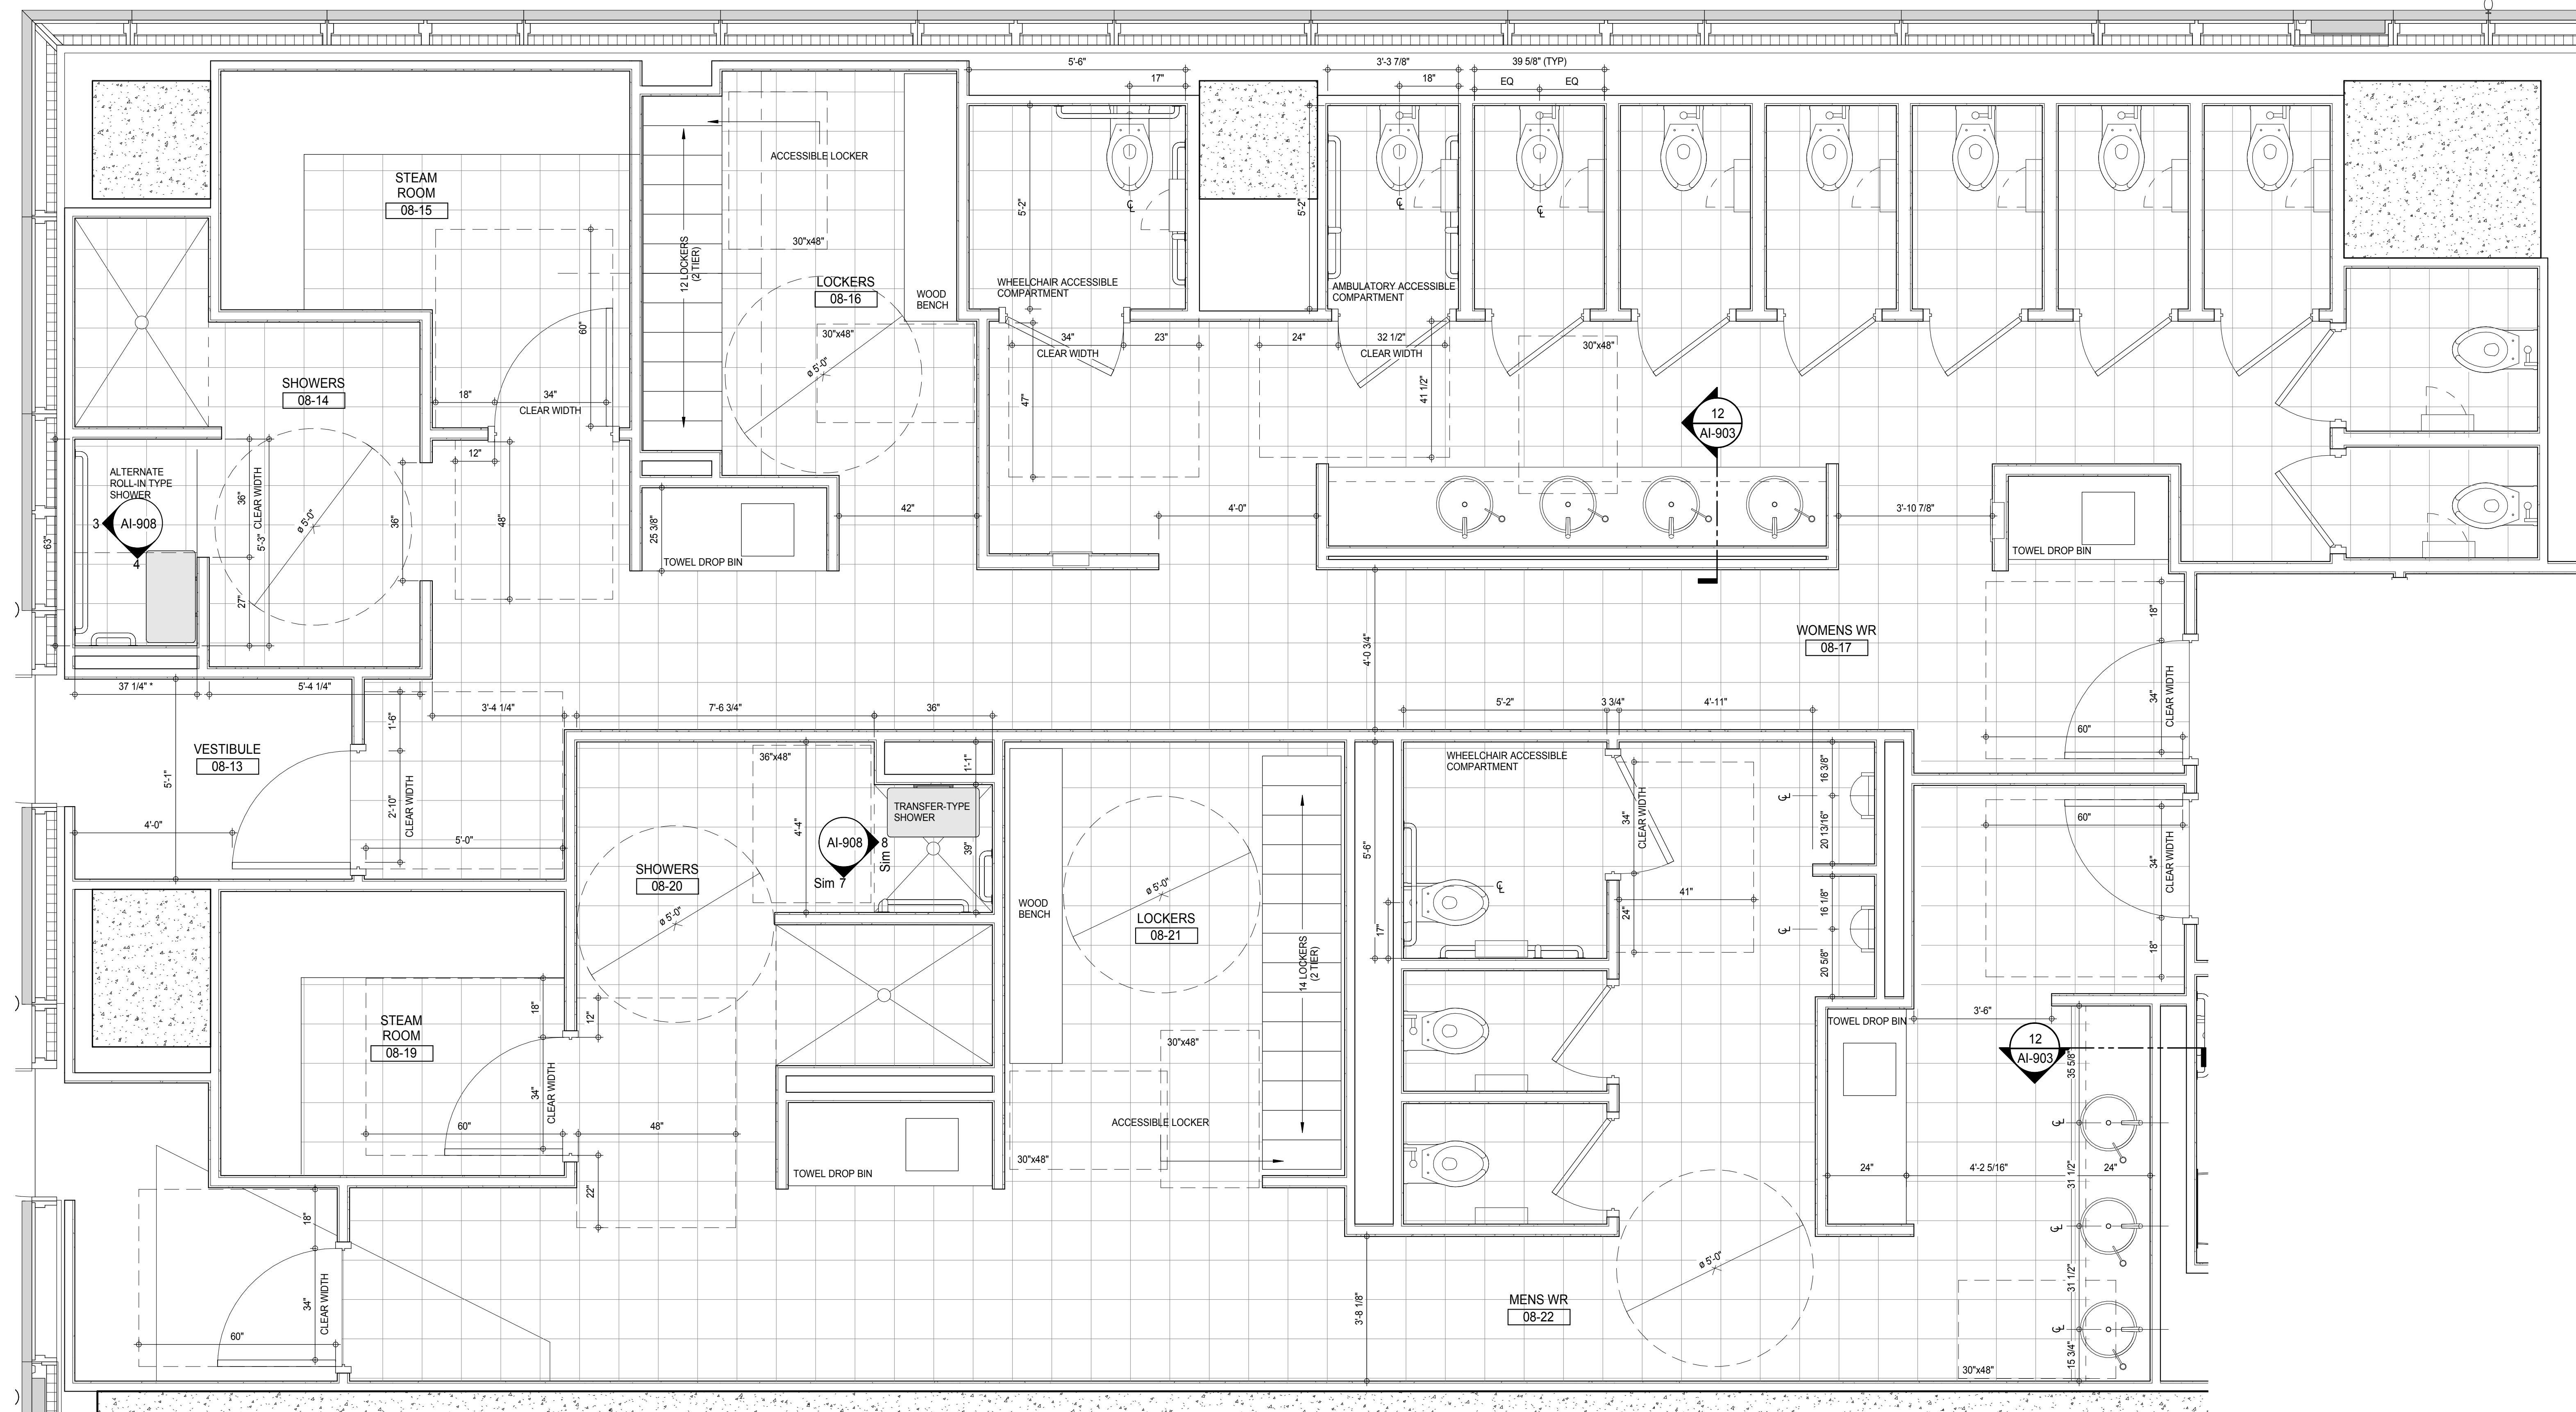 5'-6"
17"
3'-3 7/8"
18"
39 5/8" (TYP)
EQ
EQ
STEAM
ROOM
08-15
ACCESSIBLE LOCKER
12 LOCKERS
(2 TIER)
30"x48"
LOCKERS
08-16
WOOD
BENCH
30"x48"
ø 5'-0"
5'-2"
℄
WHEELCHAIR ACCESSIBLE
COMPARTMENT
5'-2"
℄
AMBULATORY ACCESSIBLE
COMPARTMENT
℄
60"
18"
34"
CLEAR WIDTH
34"
CLEAR WIDTH
23"
24"
32 1/2"
CLEAR WIDTH
30"x48"
47"
41 1/2"
12
AI-903
SHOWERS
08-14
12"
48"
ALTERNATE
ROLL-IN TYPE
SHOWER
3
AI-908
4
63"
36"
CLEAR WIDTH
5'-3"
27"
ø 5'-0"
36"
25 3/8"
TOWEL DROP BIN
42"
4'-0"
3'-10 7/8"
TOWEL DROP BIN
WOMENS WR
08-17
18"
34"
CLEAR WIDTH
60"
4'-0 3/4"
37 1/4" *
5'-4 1/4"
3'-4 1/4"
7'-6 3/4"
36"
5'-2"
3 3/4"
4'-11"
VESTIBULE
08-13
5'-1"
4'-0"
1'-6"
2'-10"
CLEAR WIDTH
5'-0"
36"x48"
4'-4"
1'-1"
TRANSFER-TYPE
SHOWER
39"
AI-908
8
Sim
Sim 7
SHOWERS
08-20
ø 5'-0"
WOOD
BENCH
ø 5'-0"
LOCKERS
08-21
14 LOCKERS
(2 TIER)
5'-6"
17"
WHEELCHAIR ACCESSIBLE
COMPARTMENT
℄
34"
CLEAR WIDTH
24"
41"
16 3/8"
℄
20 13/16"
16 1/8"
℄
20 5/8"
60"
34"
CLEAR WIDTH
18"
STEAM
ROOM
08-19
18"
12"
34"
CLEAR WIDTH
60"
48"
22"
TOWEL DROP BIN
30"x48"
ACCESSIBLE LOCKER
30"x48"
TOWEL DROP BIN
3'-6"
12
AI-903
35 5/8"
℄
24"
4'-2 5/16"
24"
31 1/2"
℄
31 1/2"
℄
15 3/4"
30"x48"
18"
34"
CLEAR WIDTH
60"
3'-8 1/8"
ø 5'-0"
MENS WR
08-22